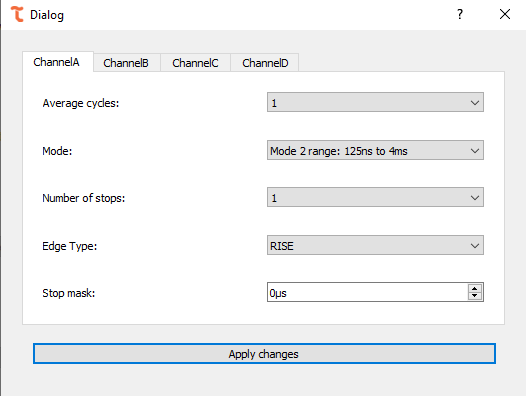 Dialog
?
ChannelA ChannelB ChannelC ChannelD
Average cycles: 1
Mode: Mode 2 range: 125ns to 4ms
Number of stops: 1
Edge Type: RISE
Stop mask: 0µs
Apply changes